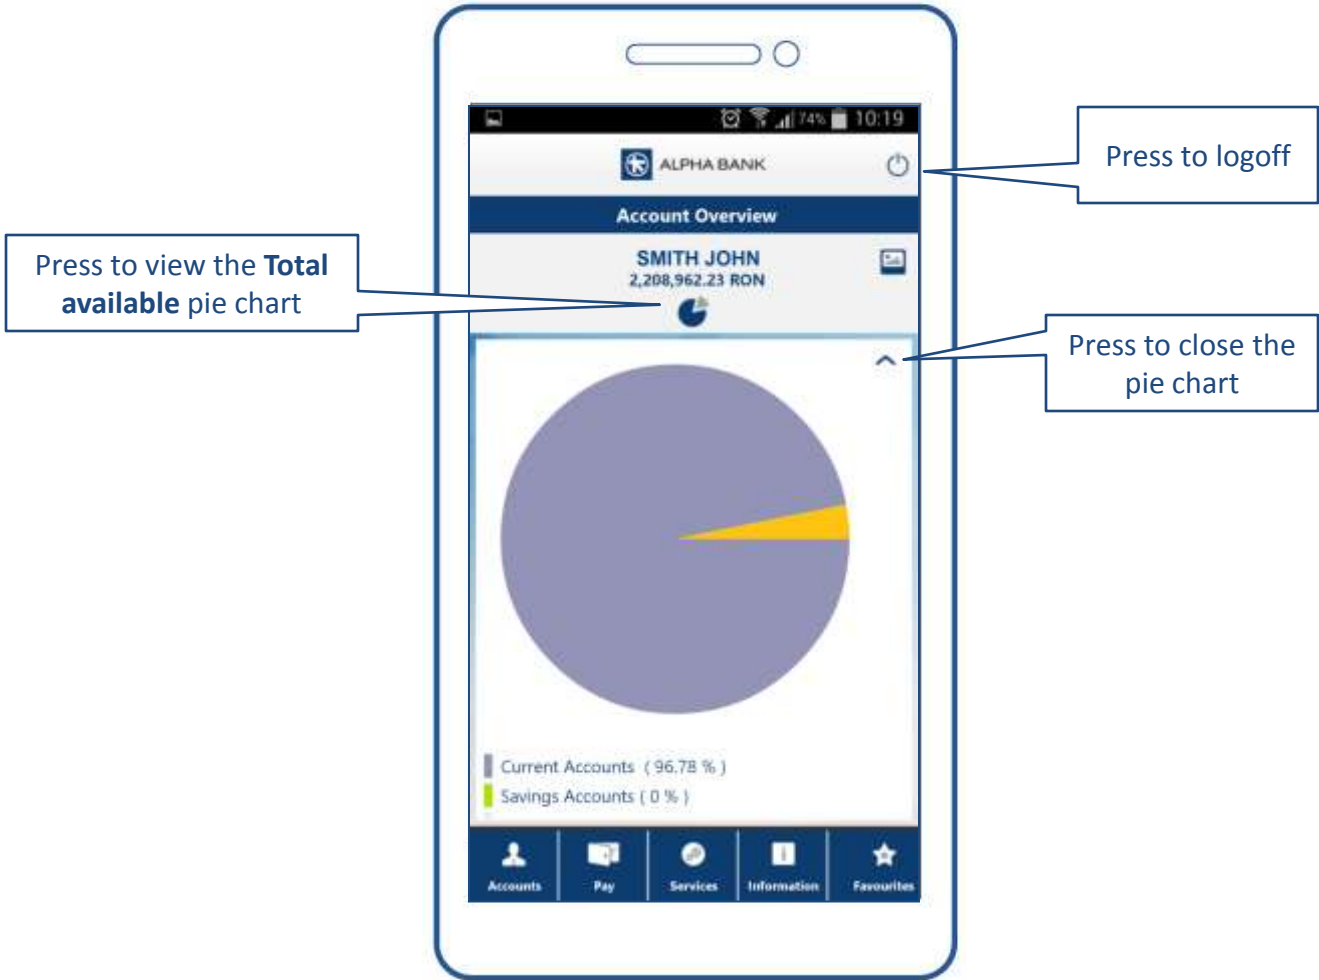 74% 10:19
ALPHA BANK
Press to logoff
Account Overview
SMITH JOHN
2,208,962.23 RON
Press to view the Total
available pie chart
Press to close the
pie chart
Current Accounts ( 96.78 % )
Savings Accounts ( 0 % )
Accounts Pay Services Information Favourites